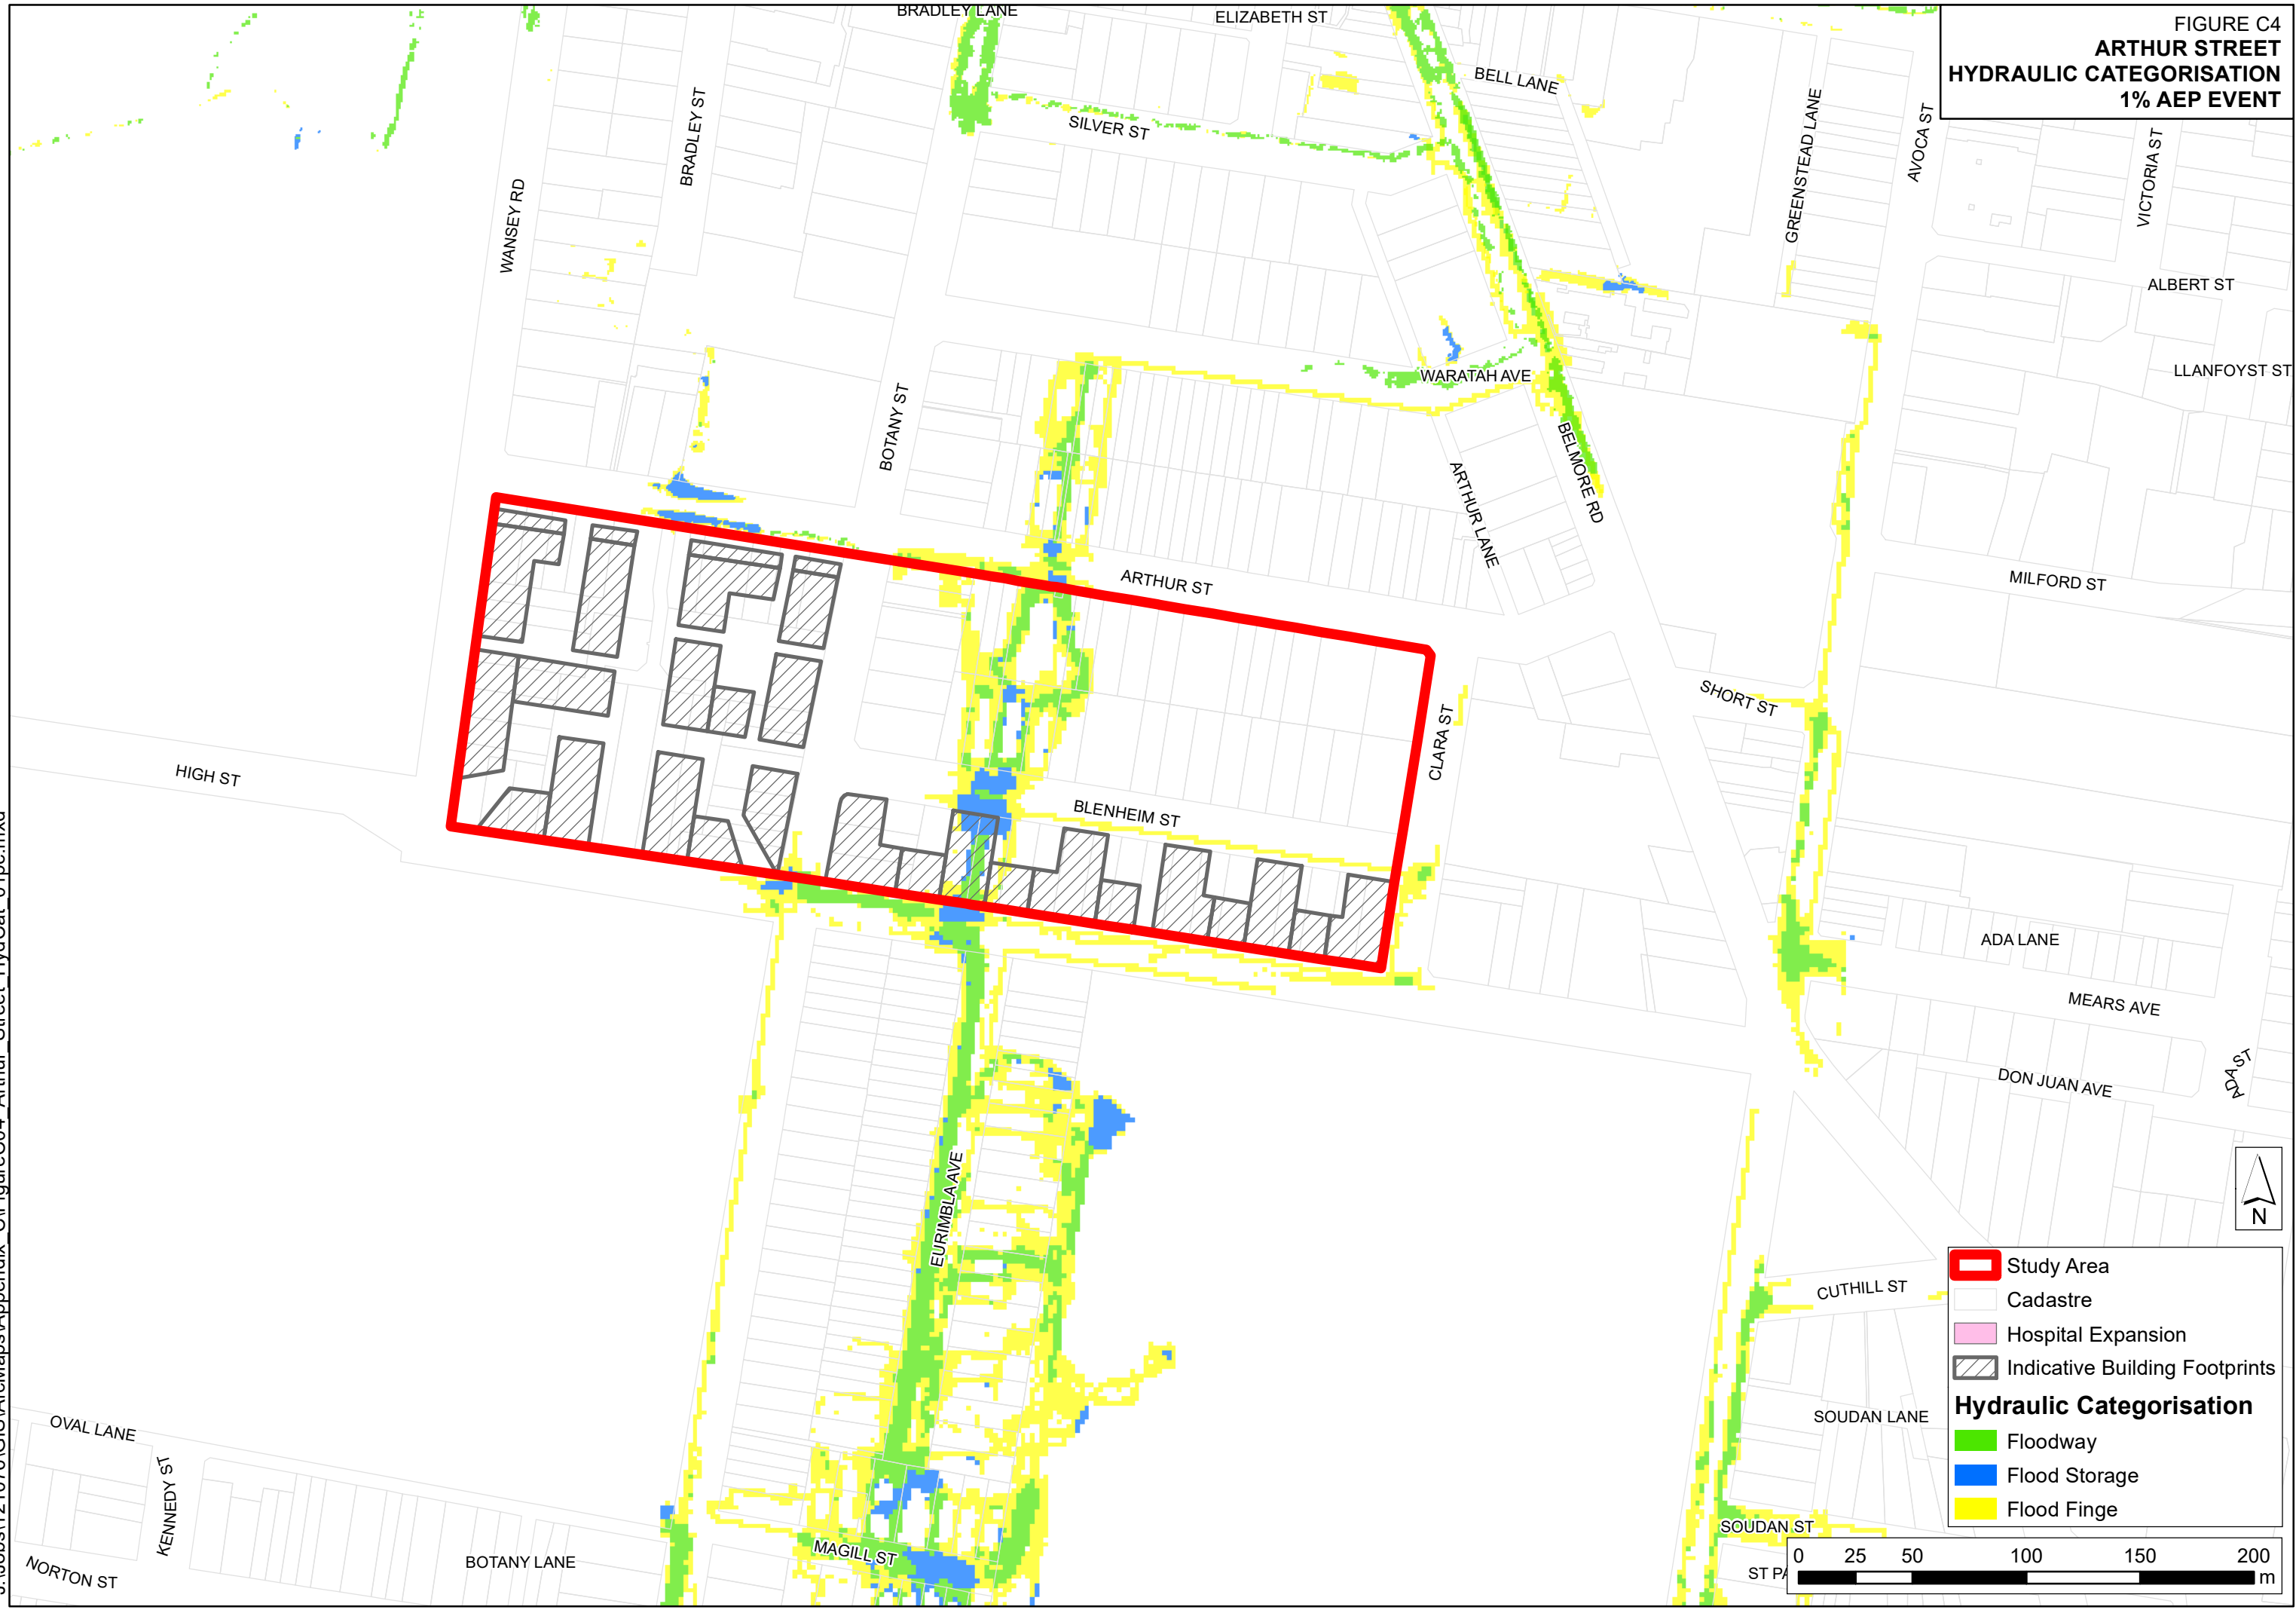 FIGURE C4
ARTHUR STREET
HYDRAULIC CATEGORISATION
1% AEP EVENT
BRADLEY LANE
ELIZABETH ST
BELL LANE
SILVER ST
BRADLEY ST
WANSEY RD
GREENSTEAD LANE
AVOCA ST
VICTORIA ST
ALBERT ST
LLANFOYST ST
WARATAH AVE
BOTANY ST
BELMORE RD
ARTHUR LANE
ARTHUR ST
MILFORD ST
SHORT ST
CLARA ST
HIGH ST
BLENHEIM ST
ADA LANE
MEARS AVE
DON JUAN AVE
ADA ST
EURIMBLA AVE
CUTHILL ST
SOUDAN LANE
SOUDAN ST
ST PA
OVAL LANE
KENNEDY ST
NORTON ST
BOTANY LANE
MAGILL ST
N
Study Area
Cadastre
Hospital Expansion
Indicative Building Footprints
Hydraulic Categorisation
Floodway
Flood Storage
Flood Finge
0 25 50 100 150 200
m